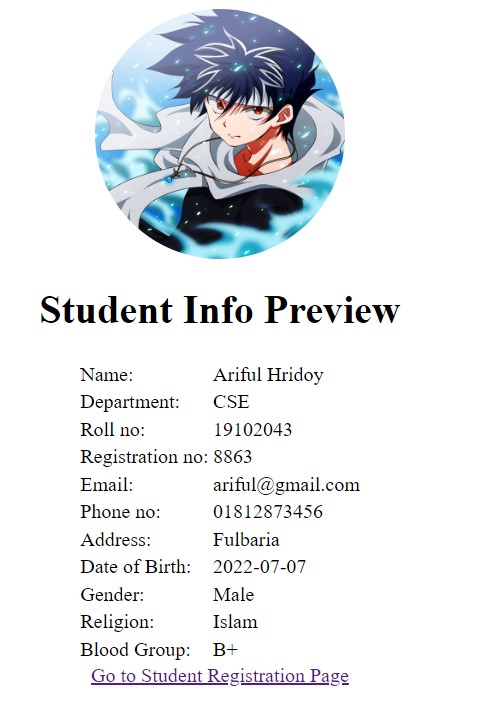 Student Info Preview
Name: Ariful Hridoy
Department: CSE
Roll no: 19102043
Registration no: 8863
Email: ariful@gmail.com
Phone no: 01812873456
Address: Fulbaria
Date of Birth: 2022-07-07
Gender: Male
Religion: Islam
Blood Group: B+
Go to Student Registration Page